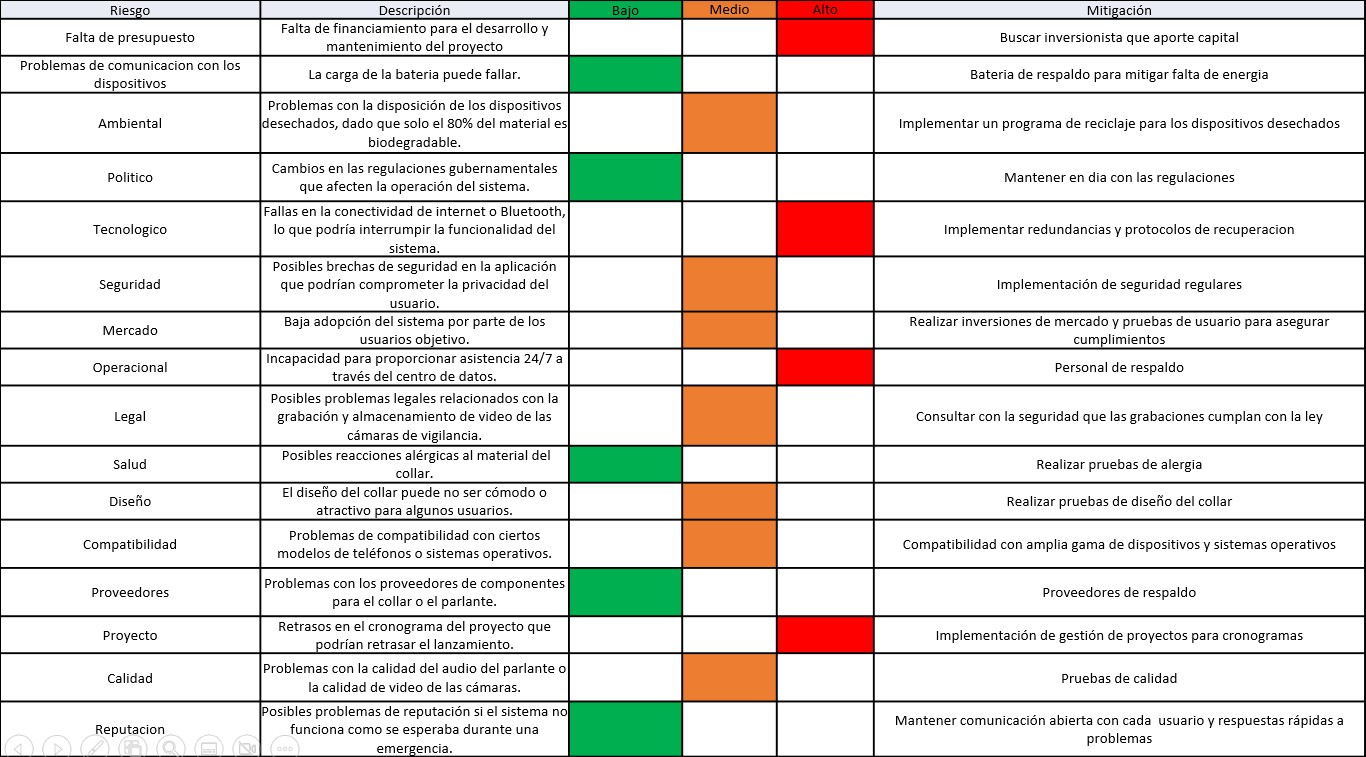 Riesgo Descripción Bajo Medio Alto Mitigación
Falta de presupuesto
Falta de financiamiento para el desarrollo y
mantenimiento del proyecto
Buscar inversionista que aporte capital
Problemas de comunicacion con los
dispositivos
La carga de la bateria puede fallar.
Bateria de respaldo para mitigar falta de energia
Ambiental
Problemas con la disposición de los dispositivos
desechados, dado que solo el 80% del material es
biodegradable.
Implementar un programa de reciclaje para los dispositivos desechados
Politico
Cambios en las regulaciones gubernamentales
que afecten la operación del sistema.
Mantener en dia con las regulaciones
Tecnologico
Fallas en la conectividad de internet o Bluetooth,
lo que podría interrumpir la funcionalidad del
sistema.
Implementar redundancias y protocolos de recuperacion
Seguridad
Posibles brechas de seguridad en la aplicación
que podrían comprometer la privacidad del
usuario.
Implementación de seguridad regulares
Mercado
Baja adopción del sistema por parte de los
usuarios objetivo.
Realizar inversiones de mercado y pruebas de usuario para asegurar
cumplimientos
Operacional
Incapacidad para proporcionar asistencia 24/7 a
través del centro de datos.
Personal de respaldo
Legal
Posibles problemas legales relacionados con la
grabación y almacenamiento de video de las
cámaras de vigilancia.
Consultar con la seguridad que las grabaciones cumplan con la ley
Salud
Posibles reacciones alérgicas al material del
collar.
Realizar pruebas de alergia
Diseño
El diseño del collar puede no ser cómodo o
atractivo para algunos usuarios.
Realizar pruebas de diseño del collar
Compatibilidad
Problemas de compatibilidad con ciertos
modelos de teléfonos o sistemas operativos.
Compatibilidad con amplia gama de dispositivos y sistemas operativos
Proveedores
Problemas con los proveedores de componentes
para el collar o el parlante.
Proveedores de respaldo
Proyecto
Retrasos en el cronograma del proyecto que
podrían retrasar el lanzamiento.
Implementación de gestión de proyectos para cronogramas
Calidad
Problemas con la calidad del audio del parlante o
la calidad de video de las cámaras.
Pruebas de calidad
Reputacion
Posibles problemas de reputación si el sistema no
funciona como se esperaba durante una
emergencia.
Mantener comunicación abierta con cada  usuario y respuestas rápidas a
problemas